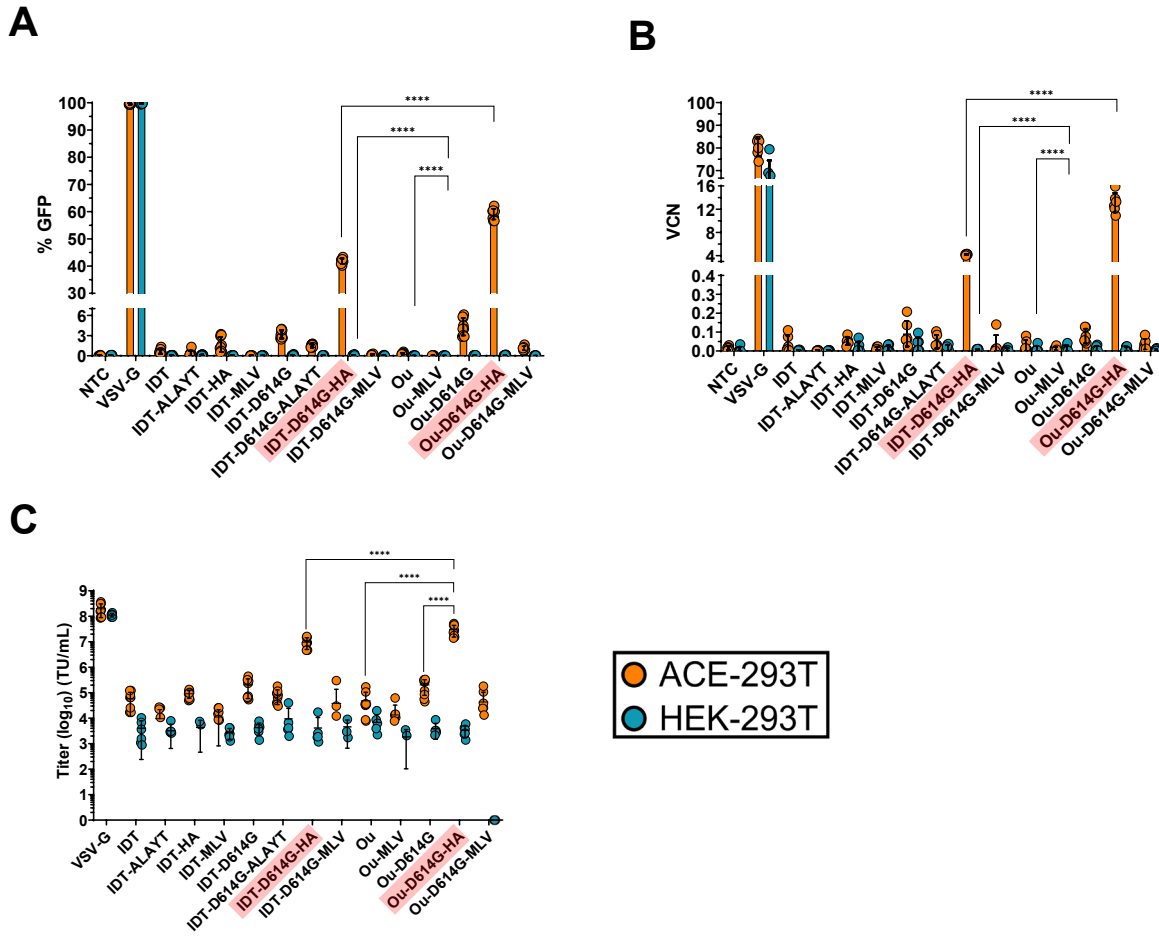 A
B
% GFP
100
90
80
70
60
50
40
30
6
3
0
****
****
****
NTC
VSV-G
IDT
IDT-ALAYT
IDT-HA
IDT-MLV
IDT-D614G
IDT-D614G-ALAYT
IDT-D614G-HA
IDT-D614G-MLV
Ou
Ou-MLV
Ou-D614G
Ou-D614G-HA
Ou-D614G-MLV
VCN
100
90
80
70
16
12
8
4
0.4
0.3
0.2
0.1
0.0
****
****
****
NTC
VSV-G
IDT
IDT-ALAYT
IDT-HA
IDT-MLV
IDT-D614G
IDT-D614G-ALAYT
IDT-D614G-HA
IDT-D614G-MLV
Ou
Ou-MLV
Ou-D614G
Ou-D614G-HA
Ou-D614G-MLV
C
Titer (log10) (TU/mL)
9
8
7
6
5
4
3
2
1
0
****
****
****
VSV-G
IDT
IDT-ALAYT
IDT-HA
IDT-MLV
IDT-D614G
IDT-D614G-ALAYT
IDT-D614G-HA
IDT-D614G-MLV
Ou
Ou-MLV
Ou-D614G
Ou-D614G-HA
Ou-D614G-MLV
ACE-293T
HEK-293T